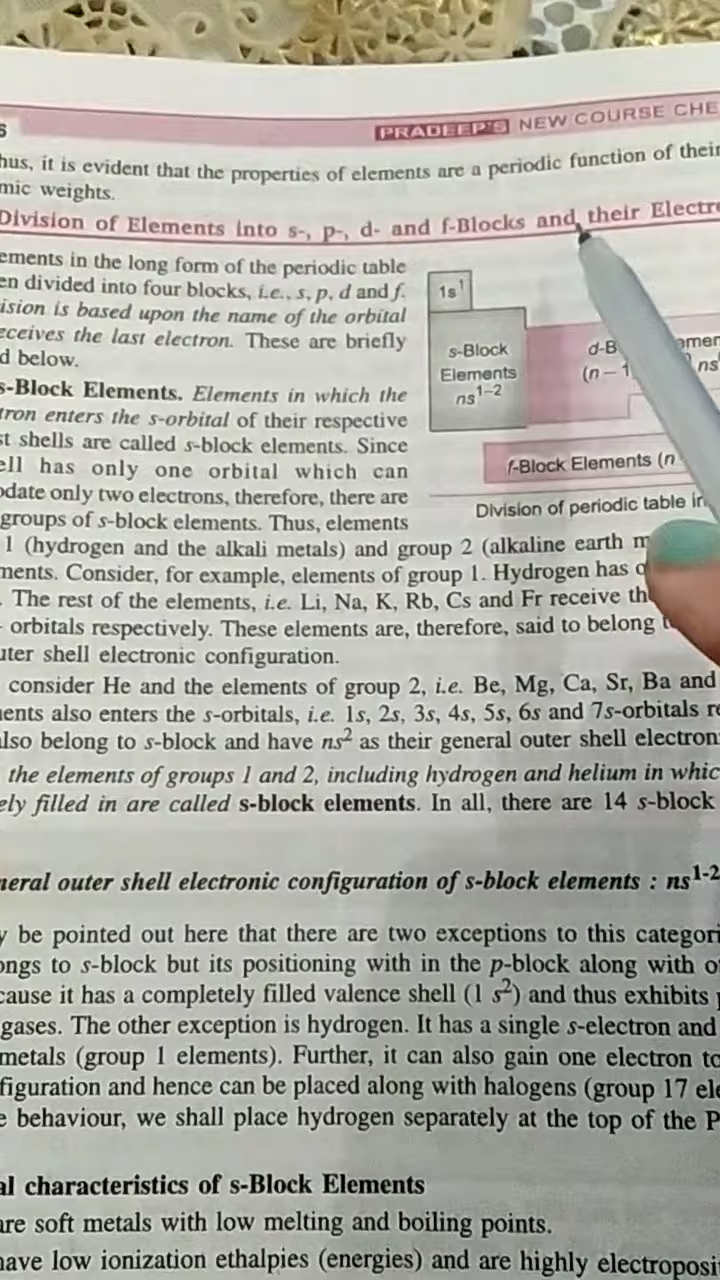 PRADEEP'S NEW COURSE CHE
hus, it is evident that the properties of elements are a periodic function of their
mic weights.
Division of Elements into s-, p-, d- and f-Blocks and their Electr
ements in the long form of the periodic table
en divided into four blocks, i.e., s, p, d and f.
ision is based upon the name of the orbital
eceives the last electron. These are briefly
d below.
1s¹
s-Block
Elements
ns¹⁻²
d-B
(n – 1
ns
f-Block Elements (n
Division of periodic table in
s-Block Elements. Elements in which the
tron enters the s-orbital of their respective
st shells are called s-block elements. Since
ell has only one orbital which can
odate only two electrons, therefore, there are
groups of s-block elements. Thus, elements
1 (hydrogen and the alkali metals) and group 2 (alkaline earth m
ments. Consider, for example, elements of group 1. Hydrogen has
. The rest of the elements, i.e. Li, Na, K, Rb, Cs and Fr receive th
orbitals respectively. These elements are, therefore, said to belong
uter shell electronic configuration.
consider He and the elements of group 2, i.e. Be, Mg, Ca, Sr, Ba and
ents also enters the s-orbitals, i.e. 1s, 2s, 3s, 4s, 5s, 6s and 7s-orbitals re
also belong to s-block and have ns² as their general outer shell electron
the elements of groups 1 and 2, including hydrogen and helium in whic
ely filled in are called s-block elements. In all, there are 14 s-block
neral outer shell electronic configuration of s-block elements : ns¹⁻²
y be pointed out here that there are two exceptions to this categori
ongs to s-block but its positioning with in the p-block along with o
cause it has a completely filled valence shell (1 s²) and thus exhibits
gases. The other exception is hydrogen. It has a single s-electron and
metals (group 1 elements). Further, it can also gain one electron to
figuration and hence can be placed along with halogens (group 17 ele
e behaviour, we shall place hydrogen separately at the top of the P
al characteristics of s-Block Elements
are soft metals with low melting and boiling points.
have low ionization ethalpies (energies) and are highly electroposi